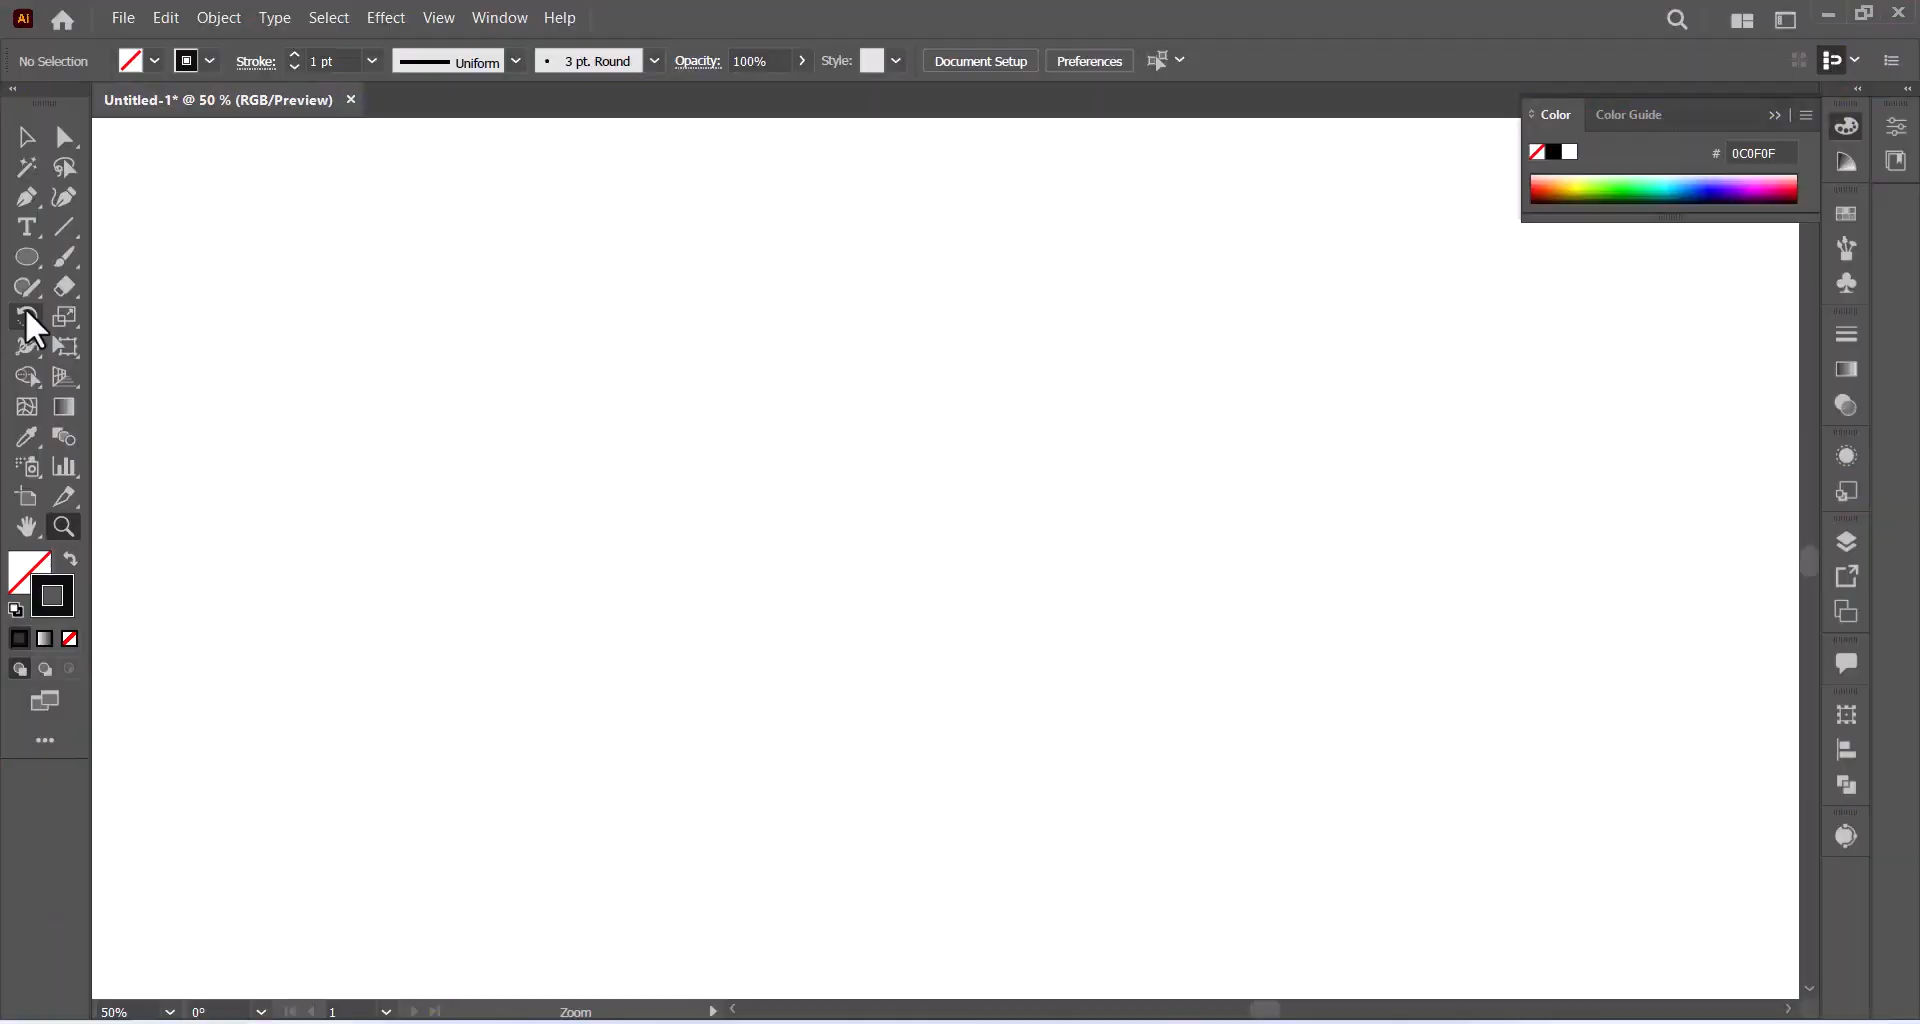 Ai File Edit Object Type Select Effect View Window Help
No Selection Stroke: 1 pt Uniform 3 pt. Round Opacity: 100% Style: Document Setup Preferences
Untitled-1* @ 50 % (RGB/Preview)
Color Color Guide
# 0C0F0F
50% 0° 1 Zoom